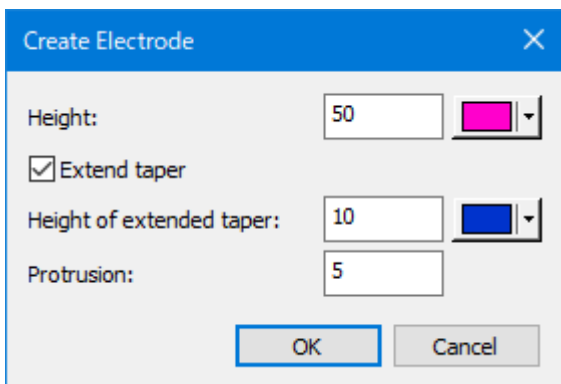 Create Electrode
Height: 50
Extend taper
Height of extended taper: 10
Protrusion: 5
OK Cancel